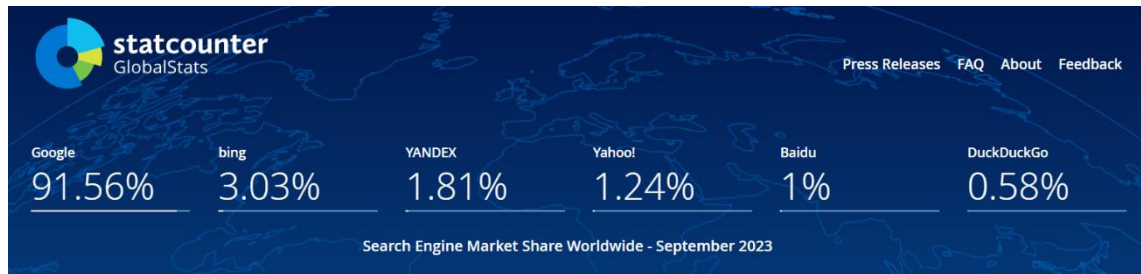 statcounter
GlobalStats
Press Releases FAQ About Feedback
Google bing YANDEX Yahoo! Baidu DuckDuckGo
91.56% 3.03% 1.81% 1.24% 1% 0.58%
Search Engine Market Share Worldwide - September 2023